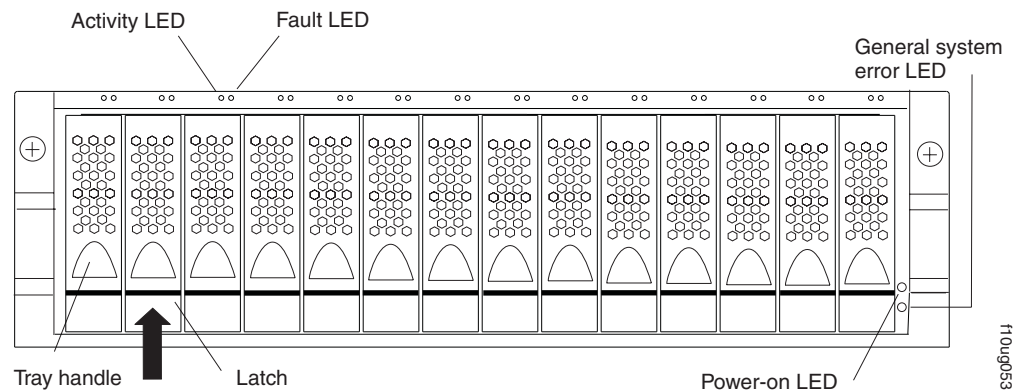 Activity LED
Fault LED
General system
error LED
Tray handle
Latch
Power-on LED
f10ug053